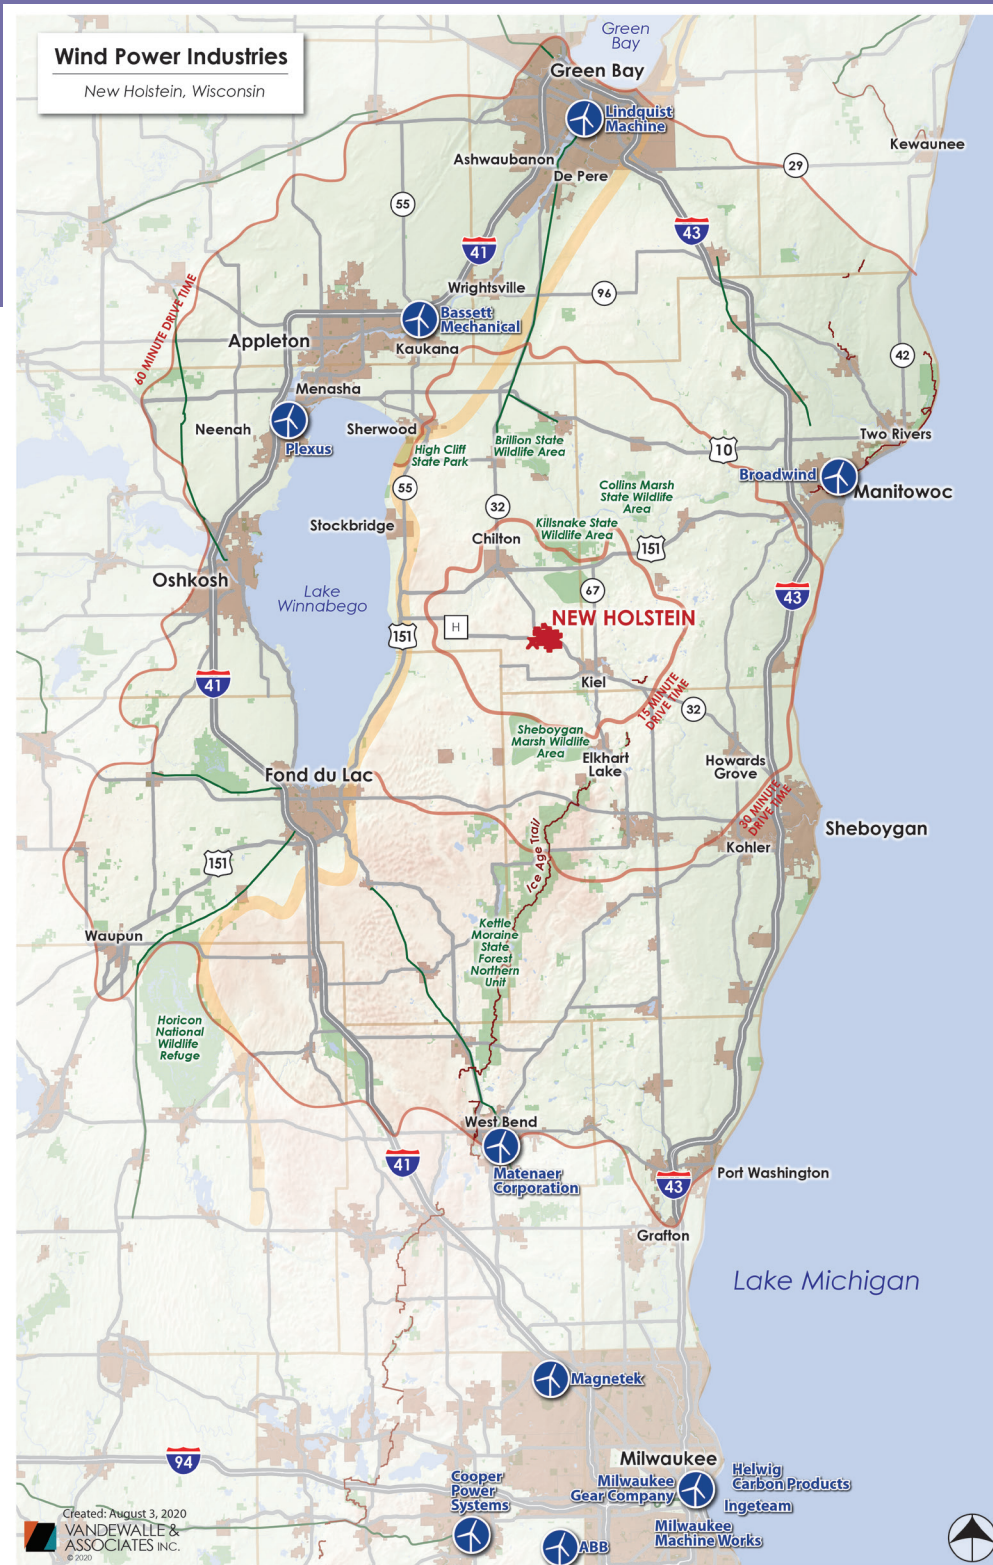 Wind Power Industries
New Holstein, Wisconsin
Green
Bay
Green Bay
Lindquist
Machine
Kewaunee
Ashwaubanon
De Pere
29
55
43
41
Wrightsville
96
60 MINUTE DRIVE TIME
Bassett
Mechanical
Appleton
Kaukana
42
Menasha
Neenah
Plexus
Sherwood
High Cliff
State Park
Brillion State
Wildlife Area
10
Two Rivers
Broadwind
Manitowoc
55
Collins Marsh
State Wildlife
Area
32
Stockbridge
Killsnake State
Wildlife Area
Chilton
151
Oshkosh
Lake
Winnabego
67
43
NEW HOLSTEIN
151
H
41
Kiel
15 MINUTE
DRIVE TIME
32
Sheboygan
Marsh Wildlife
Area
Elkhart
Lake
Howards
Grove
Fond du Lac
30 MINUTE
DRIVE TIME
Sheboygan
Kohler
Ice Age Trail
151
Waupun
Kettle
Moraine
State
Forest
Northern
Unit
Horicon
National
Wildlife
Refuge
West Bend
41
Matenaer
Corporation
43
Port Washington
Grafton
Lake Michigan
Magnetek
94
Milwaukee
Cooper
Power
Systems
Milwaukee
Gear Company
Helwig
Carbon Products
Ingeteam
Milwaukee
Machine Works
ABB
Created: August 3, 2020
VANDEWALLE &
ASSOCIATES INC.
© 2020